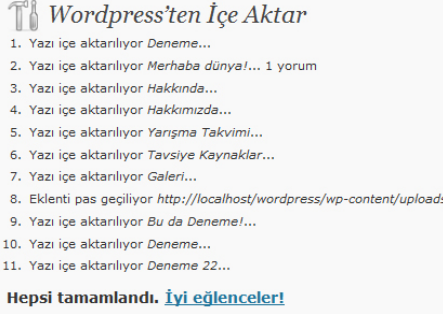 Wordpress'ten İçe Aktar
1. Yazı içe aktarılıyor Deneme...
2. Yazı içe aktarılıyor Merhaba dünya!... 1 yorum
3. Yazı içe aktarılıyor Hakkında...
4. Yazı içe aktarılıyor Hakkımızda...
5. Yazı içe aktarılıyor Yarışma Takvimi...
6. Yazı içe aktarılıyor Tavsiye Kaynaklar...
7. Yazı içe aktarılıyor Galeri...
8. Eklenti pas geçiliyor http://localhost/wordpress/wp-content/uploads
9. Yazı içe aktarılıyor Bu da Deneme!...
10. Yazı içe aktarılıyor Deneme...
11. Yazı içe aktarılıyor Deneme 22...
Hepsi tamamlandı. İyi eğlenceler!